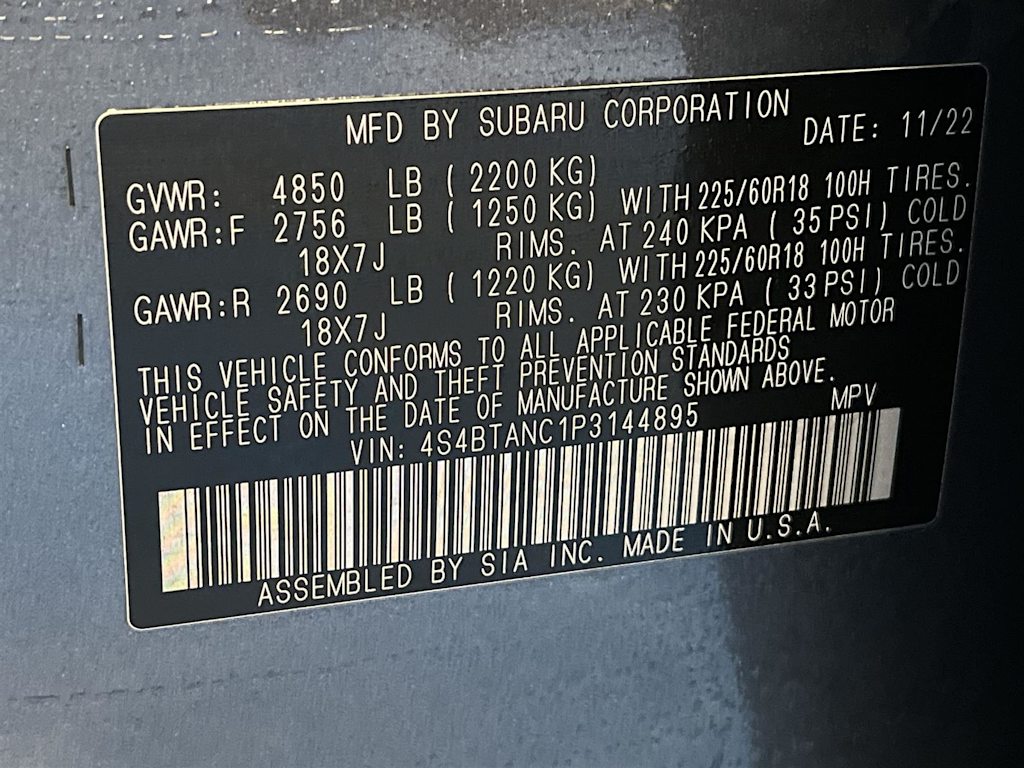 MFD BY SUBARU CORPORATION DATE: 11/22
GVWR: 4850 LB ( 2200 KG)
GAWR:F 2756 LB ( 1250 KG) WITH 225/60R18 100H TIRES.
18X7J RIMS. AT 240 KPA ( 35 PSI) COLD
GAWR:R 2690 LB ( 1220 KG) WITH 225/60R18 100H TIRES.
18X7J RIMS. AT 230 KPA ( 33 PSI) COLD
THIS VEHICLE CONFORMS TO ALL APPLICABLE FEDERAL MOTOR
VEHICLE SAFETY AND THEFT PREVENTION STANDARDS
IN EFFECT ON THE DATE OF MANUFACTURE SHOWN ABOVE.
VIN: 4S4BTANC1P3144895 MPV
ASSEMBLED BY SIA INC. MADE IN U.S.A.